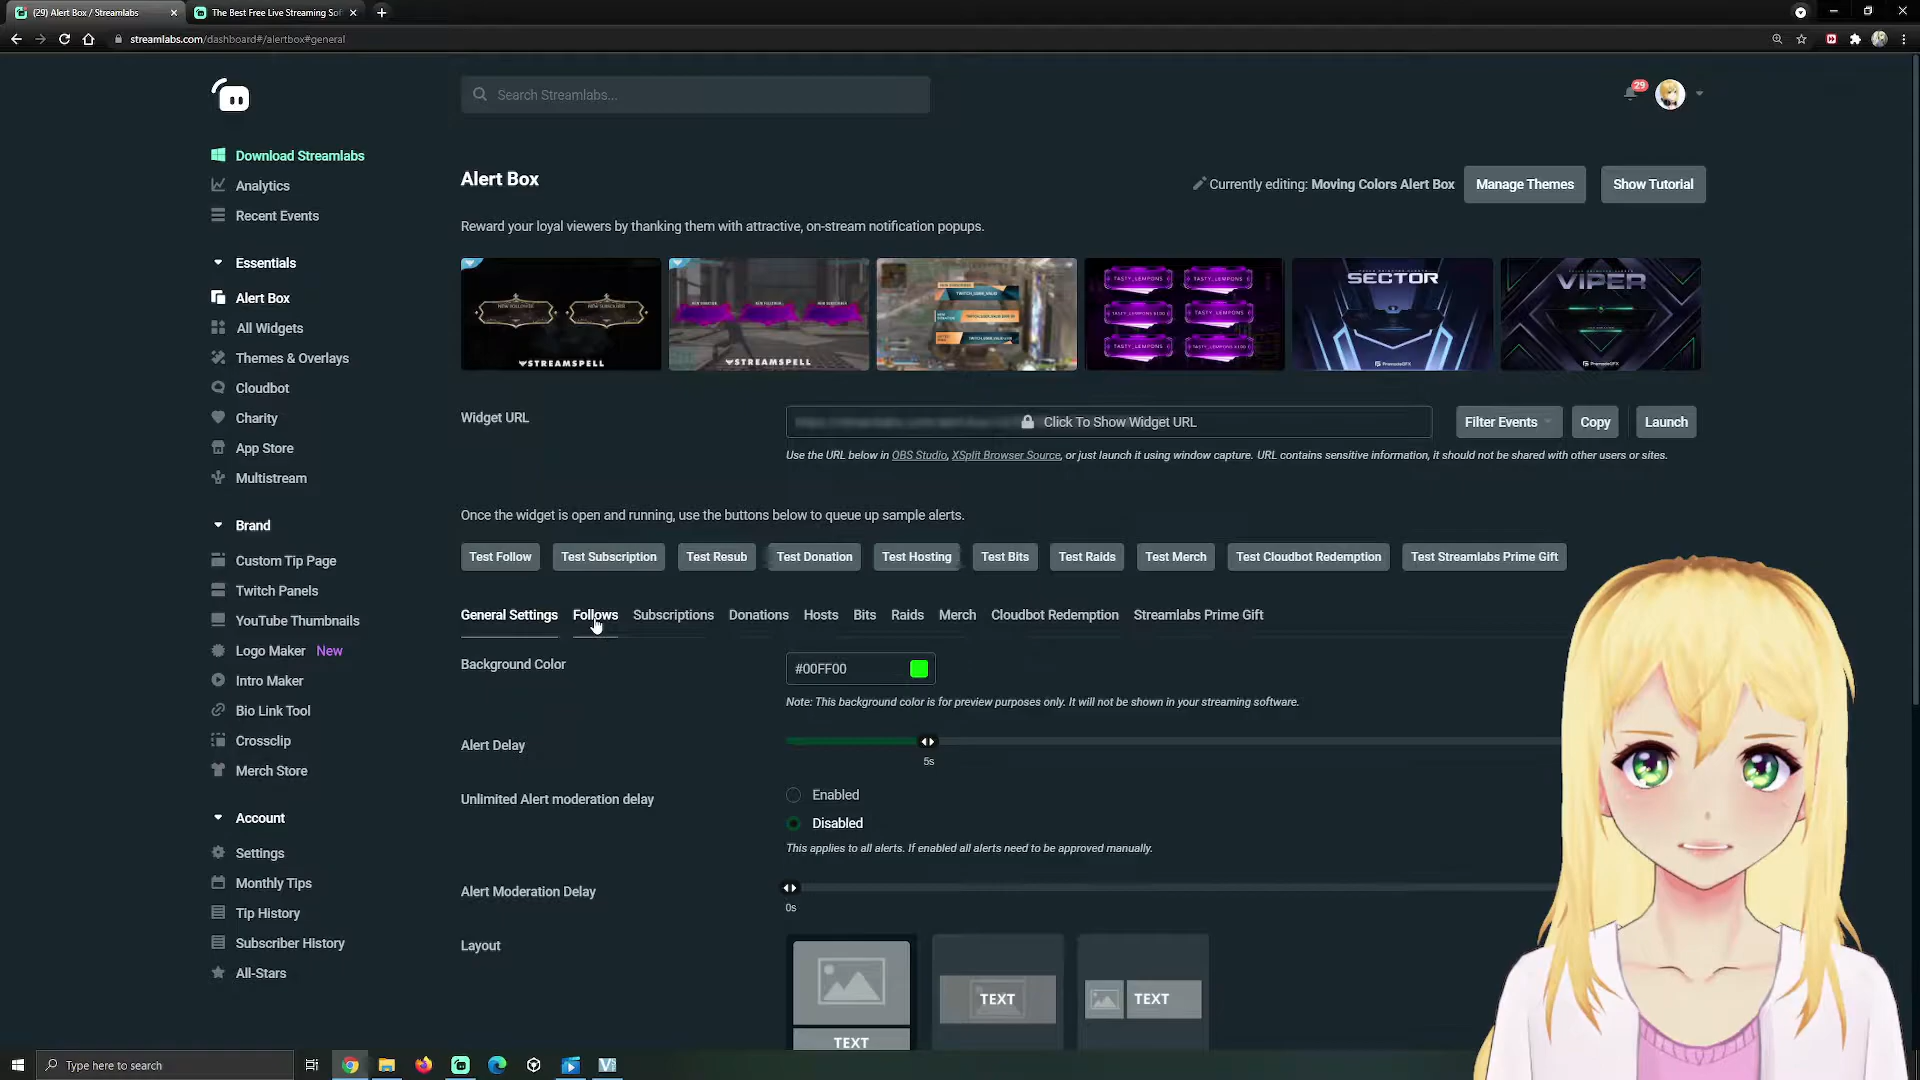 (29) Alert Box / Streamlabs
The Best Free Live Streaming Sof
streamlabs.com/dashboard#/alertbox#general
Search Streamlabs...
29
Download Streamlabs
Analytics
Recent Events
Essentials
Alert Box
All Widgets
Themes & Overlays
Cloudbot
Charity
App Store
Multistream
Brand
Custom Tip Page
Twitch Panels
YouTube Thumbnails
Logo Maker New
Intro Maker
Bio Link Tool
Crossclip
Merch Store
Account
Settings
Monthly Tips
Tip History
Subscriber History
All-Stars
Alert Box
Currently editing: Moving Colors Alert Box
Manage Themes
Show Tutorial
Reward your loyal viewers by thanking them with attractive, on-stream notification popups.
STREAMSPELL
STREAMSPELL
TASTY_LEMPONS TASTY_LEMPONS
SECTOR
VIPER
Widget URL
Click To Show Widget URL
Filter Events
Copy
Launch
Use the URL below in OBS Studio, XSplit Browser Source, or just launch it using window capture. URL contains sensitive information, it should not be shared with other users or sites.
Once the widget is open and running, use the buttons below to queue up sample alerts.
Test Follow Test Subscription Test Resub Test Donation Test Hosting Test Bits Test Raids Test Merch Test Cloudbot Redemption Test Streamlabs Prime Gift
General Settings Follows Subscriptions Donations Hosts Bits Raids Merch Cloudbot Redemption Streamlabs Prime Gift
Background Color
#00FF00
Note: This background color is for preview purposes only. It will not be shown in your streaming software.
Alert Delay
5s
Unlimited Alert moderation delay
Enabled
Disabled
This applies to all alerts. If enabled all alerts need to be approved manually.
Alert Moderation Delay
0s
Layout
TEXT
TEXT
TEXT
Type here to search